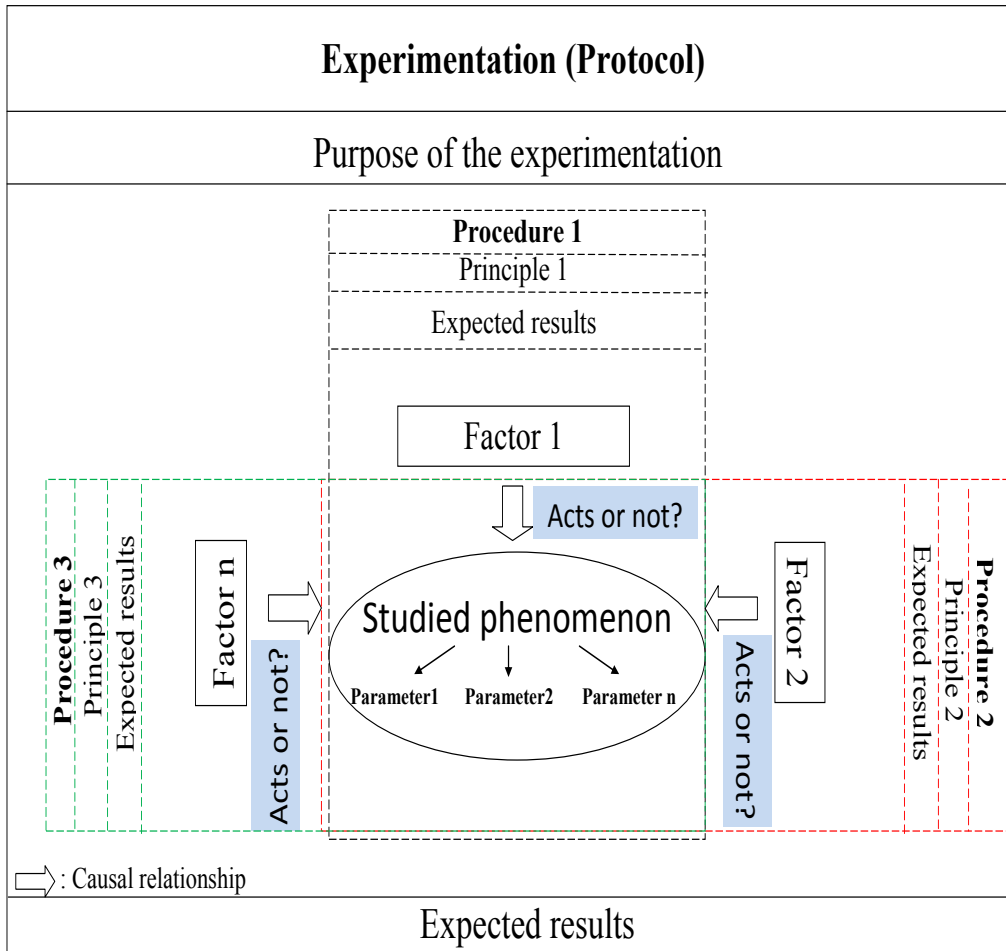 Experimentation (Protocol)
Purpose of the experimentation
Procedure 1
Principle 1
Expected results
Factor 1
Acts or not?
Procedure 3
Principle 3
Expected results
Factor n
Acts or not?
Studied phenomenon
Parameter1 Parameter2 Parameter n
Factor 2
Acts or not?
Expected results
Principle 2
Procedure 2
: Causal relationship
Expected results